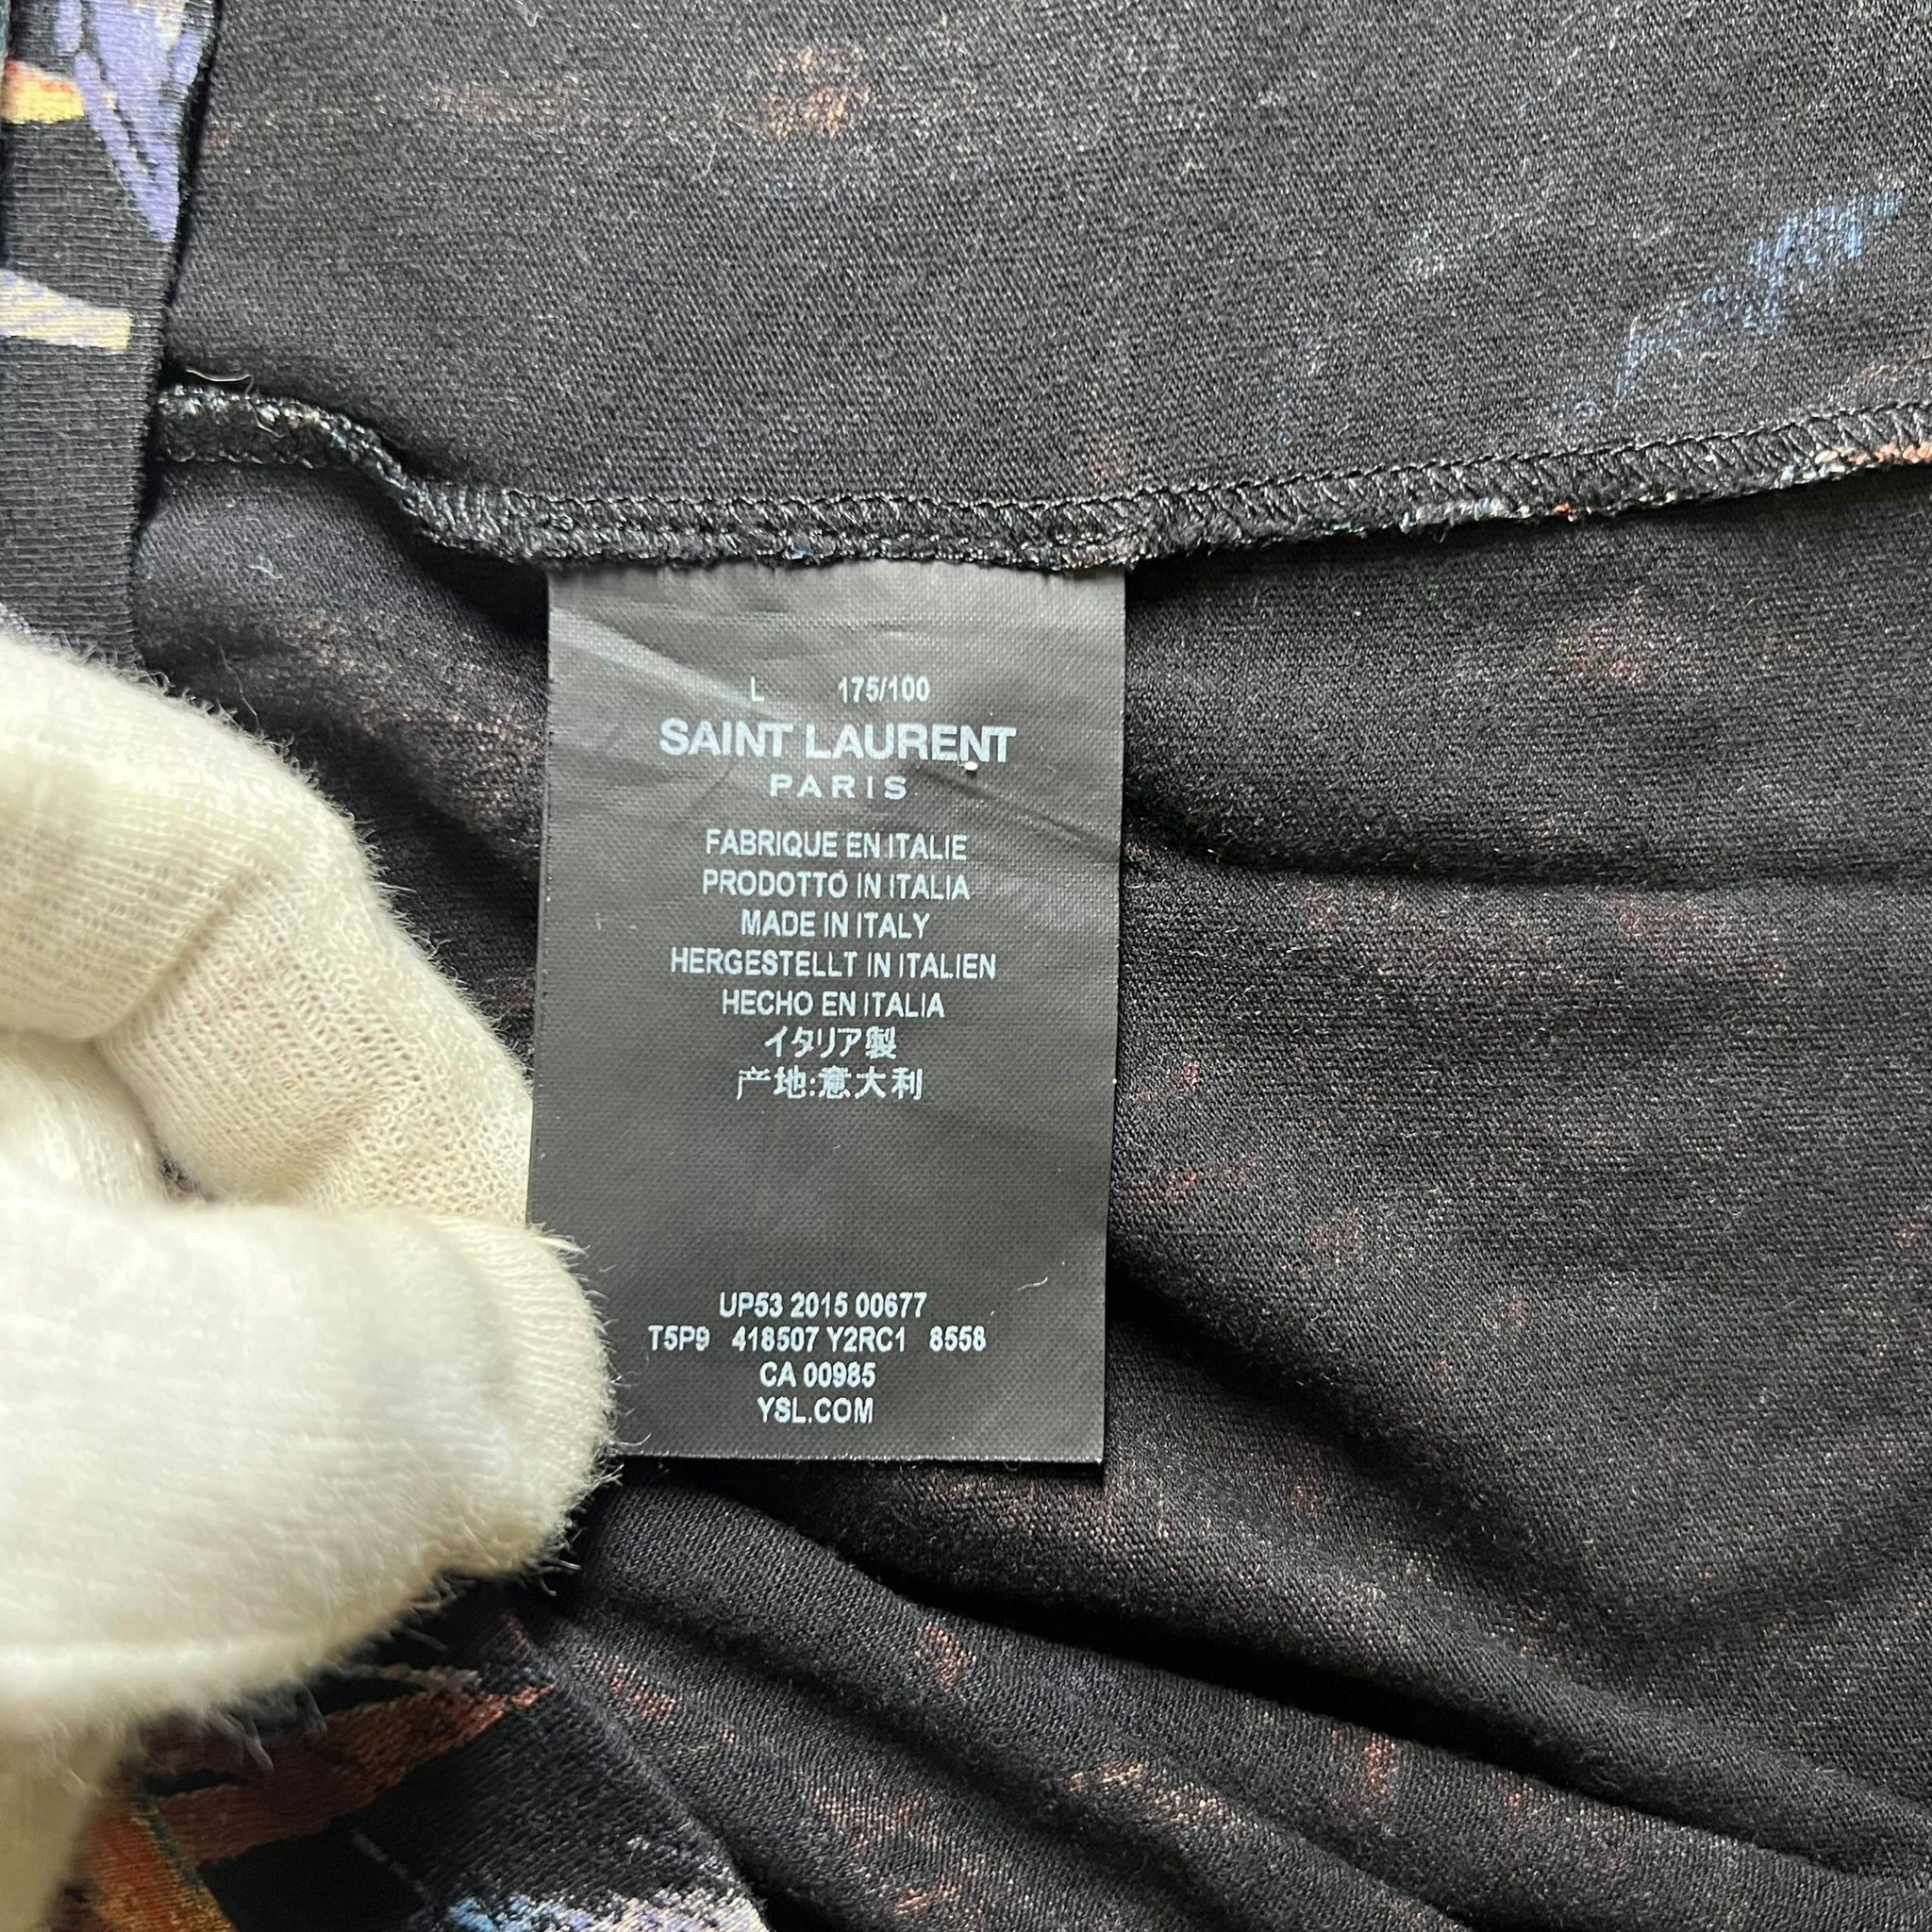 L 175/100
SAINT LAURENT
PARIS
FABRIQUE EN ITALIE
PRODOTTO IN ITALIA
MADE IN ITALY
HERGESTELLT IN ITALIEN
HECHO EN ITALIA
イタリア製
产地:意大利
UP53 2015 00677
T5P9 418507 Y2RC1 8558
CA 00985
YSL.COM